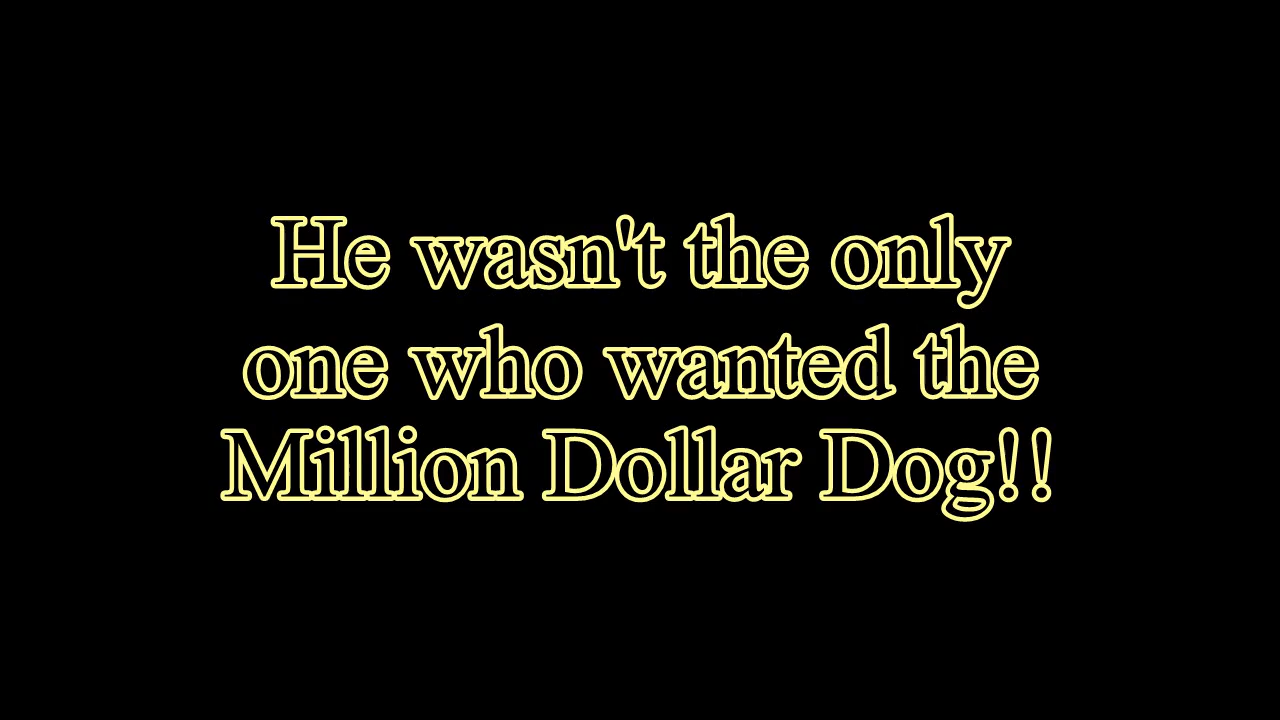 He wasn't the only
one who wanted the
Million Dollar Dog!!